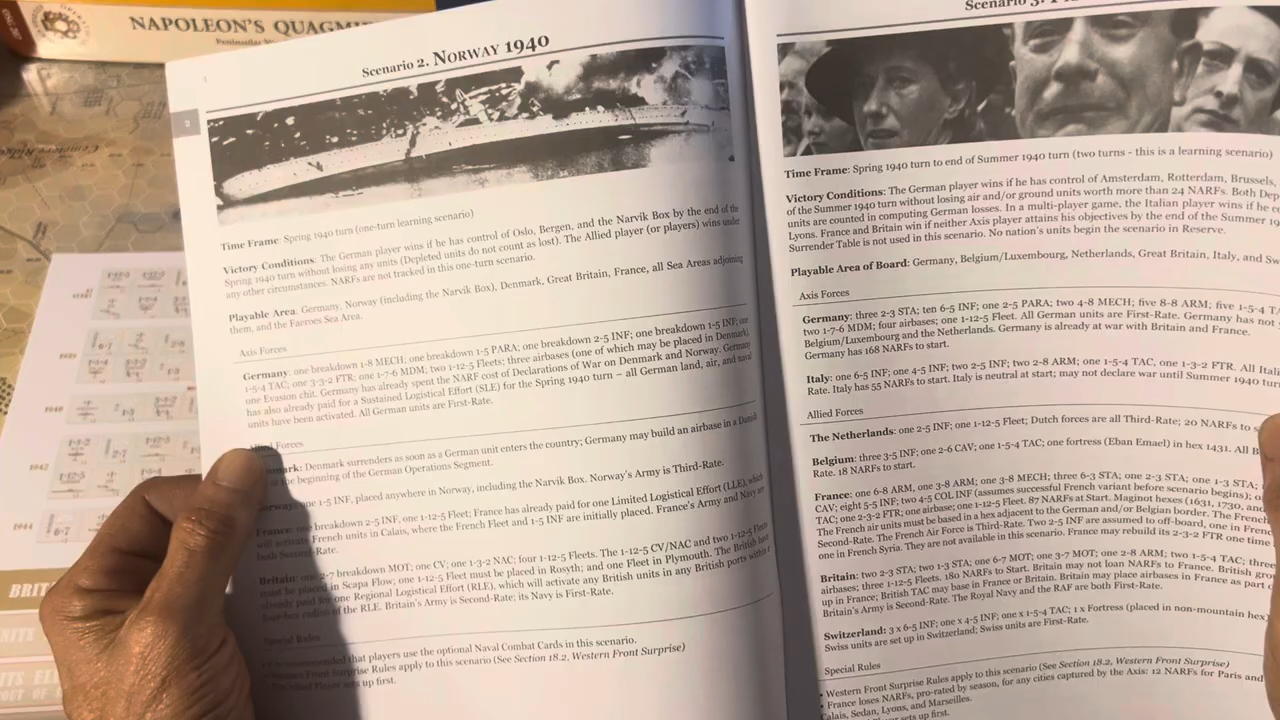 NAPOLEON'S QUAGMI
Scenario 2. NORWAY 1940
Time Frame: Spring 1940 turn (one-turn learning scenario)
Victory Conditions: The German player wins if he has control of Oslo, Bergen, and the Narvik Box by the end of the
Spring 1940 turn without losing any units (Depleted units do not count as lost). The Allied player (or players) wins under
any other circumstances. NARFs are not tracked in this one-turn scenario.
Playable Area: Germany, Norway (including the Narvik Box), Denmark, Great Britain, France, all Sea Areas adjoining
them, and the Faeroes Sea Area.
Axis Forces
Germany: one breakdown 1-8 MECH; one breakdown 1-5 PARA; one breakdown 2-5 INF; one breakdown 1-5 INF; one
1-5-4 TAC; one 3-3-2 FTR; one 1-7-6 MDM; two 1-12-5 Fleets; three airbases (one of which may be placed in Denmark),
one Evasion chit. Germany has already spent the NARF cost of Declarations of War on Denmark and Norway. Germany
has also already paid for a Sustained Logistical Effort (SLE) for the Spring 1940 turn – all German land, air, and naval
units have been activated. All German units are First-Rate.
Allied Forces
mark: Denmark surrenders as soon as a German unit enters the country; Germany may build an airbase in a Danish
at the beginning of the German Operations Segment.
Norway: one 1-5 INF, placed anywhere in Norway, including the Narvik Box. Norway's Army is Third-Rate.
France: one breakdown 2-5 INF, one 1-12-5 Fleet; France has already paid for one Limited Logistical Effort (LLE), which
will activate French units in Calais, where the French Fleet and 1-5 INF are initially placed. France's Army and Navy are
both Second-Rate.
Britain: one 2-7 breakdown MOT; one CV; one 1-3-2 NAC; four 1-12-5 Fleets. The 1-12-5 CV/NAC and two 1-12-5 Fleets
must be placed in Scapa Flow; one 1-12-5 Fleet must be placed in Rosyth; and one Fleet in Plymouth. The British have
already paid for one Regional Logistical Effort (RLE), which will activate any British units in any British ports within
four-box radius of the RLE. Britain's Army is Second-Rate; its Navy is First-Rate.
Special Rules
recommended that players use the optional Naval Combat Cards in this scenario.
Front Surprise Rules apply to this scenario (See Section 18.2, Western Front Surprise)
Player sets up first.
Scenario 3.
Time Frame: Spring 1940 turn to end of Summer 1940 turn (two turns - this is a learning scenario)
Victory Conditions: The German player wins if he has control of Amsterdam, Rotterdam, Brussels,
of the Summer 1940 turn without losing air and/or ground units worth more than 24 NARFs. Both Dep
units are counted in computing German losses. In a multi-player game, the Italian player wins if he
Lyons. France and Britain win if neither Axis player attains his objectives by the end of the Summer
Surrender Table is not used in this scenario. No nation's units begin the scenario in Reserve.
Playable Area of Board: Germany, Belgium/Luxembourg, Netherlands, Great Britain, Italy, and Sw
Axis Forces
Germany: three 2-3 STA; ten 6-5 INF; one 2-5 PARA; two 4-8 MECH; five 8-8 ARM; five 1-5-4 T
two 1-7-6 MDM; four airbases; one 1-12-5 Fleet. All German units are First-Rate. Germany has not
Belgium/Luxembourg and the Netherlands. Germany is already at war with Britain and France.
Germany has 168 NARFs to start.
Italy: one 6-5 INF; one 4-5 INF; two 2-5 INF; two 2-8 ARM; one 1-5-4 TAC, one 1-3-2 FTR. All Itali
Rate. Italy has 55 NARFs to start. Italy is neutral at start; may not declare war until Summer 1940 tur
Allied Forces
The Netherlands: one 2-5 INF; one 1-12-5 Fleet; Dutch forces are all Third-Rate; 20 NARFs to
Belgium: three 3-5 INF; one 2-6 CAV; one 1-5-4 TAC; one fortress (Eban Emael) in hex 1431. All B
Rate. 18 NARFs to start.
France: one 6-8 ARM, one 3-8 ARM; one 3-8 MECH; three 6-3 STA; one 2-3 STA; one 1-3 STA;
CAV; eight 5-5 INF; two 4-5 COL INF (assumes successful French variant before scenario begins);
TAC; one 2-3-2 FTR; one airbase; one 1-12-5 Fleet. 87 NARFs at Start. Maginot hexes (1631, 1730, and
The French air units must be based in a hex adjacent to the German and/or Belgian border. The French
Second-Rate. The French Air Force is Third-Rate. Two 2-5 INF are assumed to off-board, one in Frenc
one in French Syria. They are not available in this scenario. France may rebuild its 2-3-2 FTR one time
Britain: two 2-3 STA; two 1-3 STA; one 6-7 MOT; one 3-7 MOT; one 2-8 ARM; two 1-5-4 TAC; three
airbases; three 1-12-5 Fleets. 180 NARFs to Start. Britain may not loan NARFs to France. British gro
up in France; British TAC may base in France or Britain. Britain may place airbases in France as part
Britain's Army is Second-Rate. The Royal Navy and the RAF are both First-Rate.
Switzerland: 3 x 6-5 INF; one x 4-5 INF; one x 1-5-4 TAC; 1 x Fortress (placed in non-mountain hex)
Swiss units are set up in Switzerland; Swiss units are First-Rate.
Special Rules
• Western Front Surprise Rules apply to this scenario (See Section 18.2, Western Front Surprise)
• France loses NARFs, pro-rated by season, for any cities captured by the Axis: 12 NARFs for Paris and
Calais, Sedan, Lyons, and Marseilles.
sets up first.
1940
1942
1944
BRIT